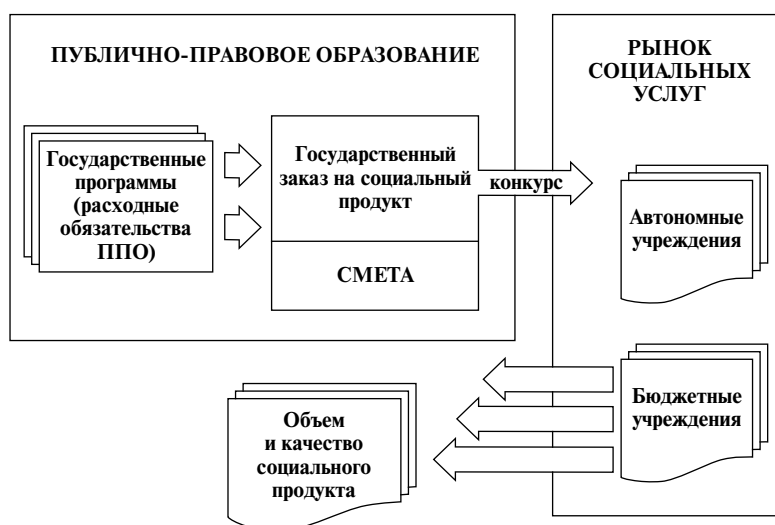 ПУБЛИЧНО-ПРАВОВОЕ ОБРАЗОВАНИЕ
Государственные
программы
(расходные
обязательства
ППО)
Государственный
заказ на социальный
продукт
СМЕТА
конкурс
РЫНОК
СОЦИАЛЬНЫХ
УСЛУГ
Автономные
учреждения
Бюджетные
учреждения
Объем
и качество
социального
продукта